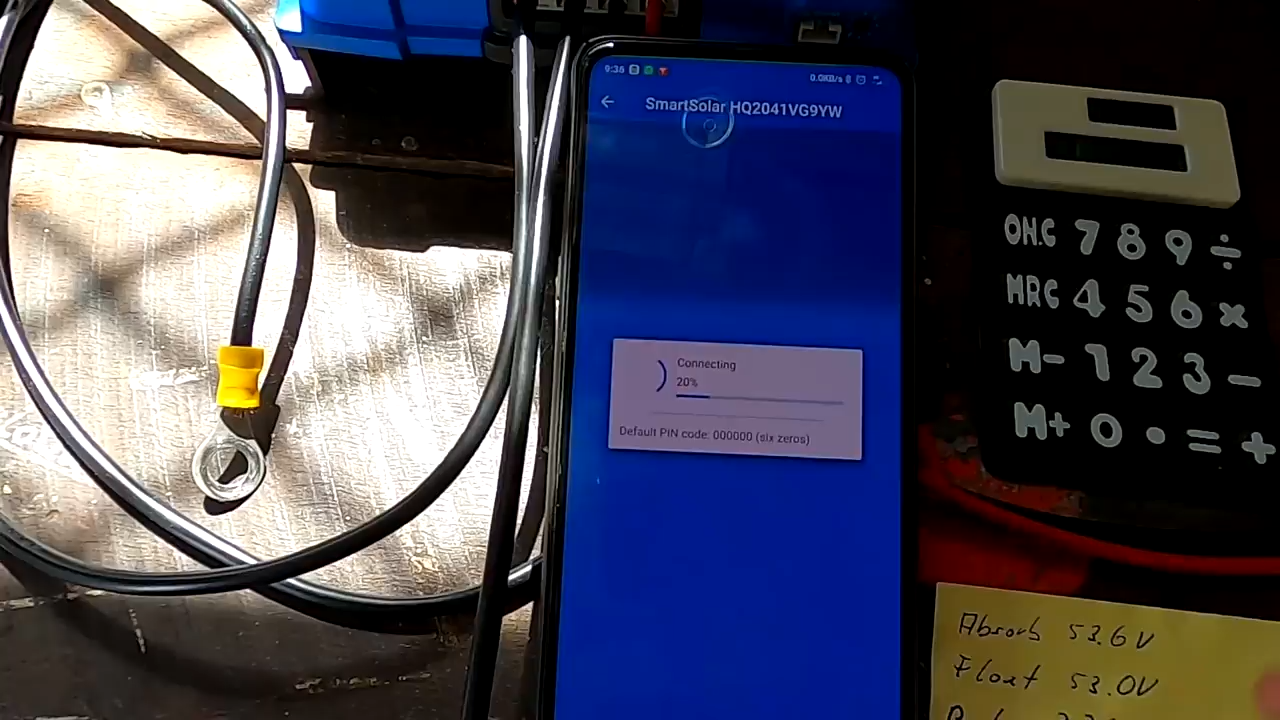 9:36
0.0KB/s
SmartSolar HQ2041VG9YW
Connecting
20%
Default PIN code: 000000 (six zeros)
ON.C 7 8 9 ÷
MRC 4 5 6 ×
M- 1 2 3 -
M+ 0 . = +
Absorb 53.6V
Float 53.0V